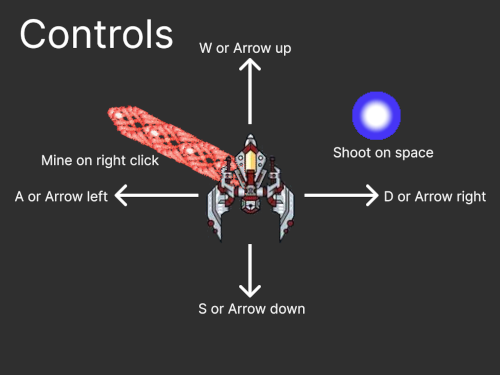 Controls
W or Arrow up
Shoot on space
Mine on right click
A or Arrow left
D or Arrow right
S or Arrow down